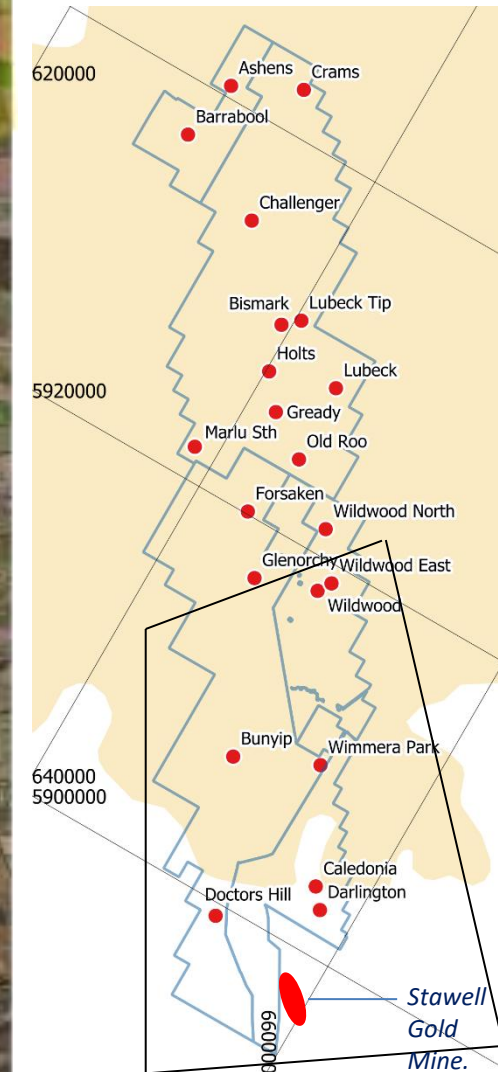 620000
Ashens
Crams
Barrabool
Challenger
Bismark
Lubeck Tip
Holts
Lubeck
5920000
Gready
Marlu Sth
Old Roo
Forsaken
Wildwood North
Glenorchy
Wildwood East
Wildwood
Bunyip
Wimmera Park
640000
5900000
Caledonia
Darlington
Doctors Hill
Stawell
Gold
Mine.